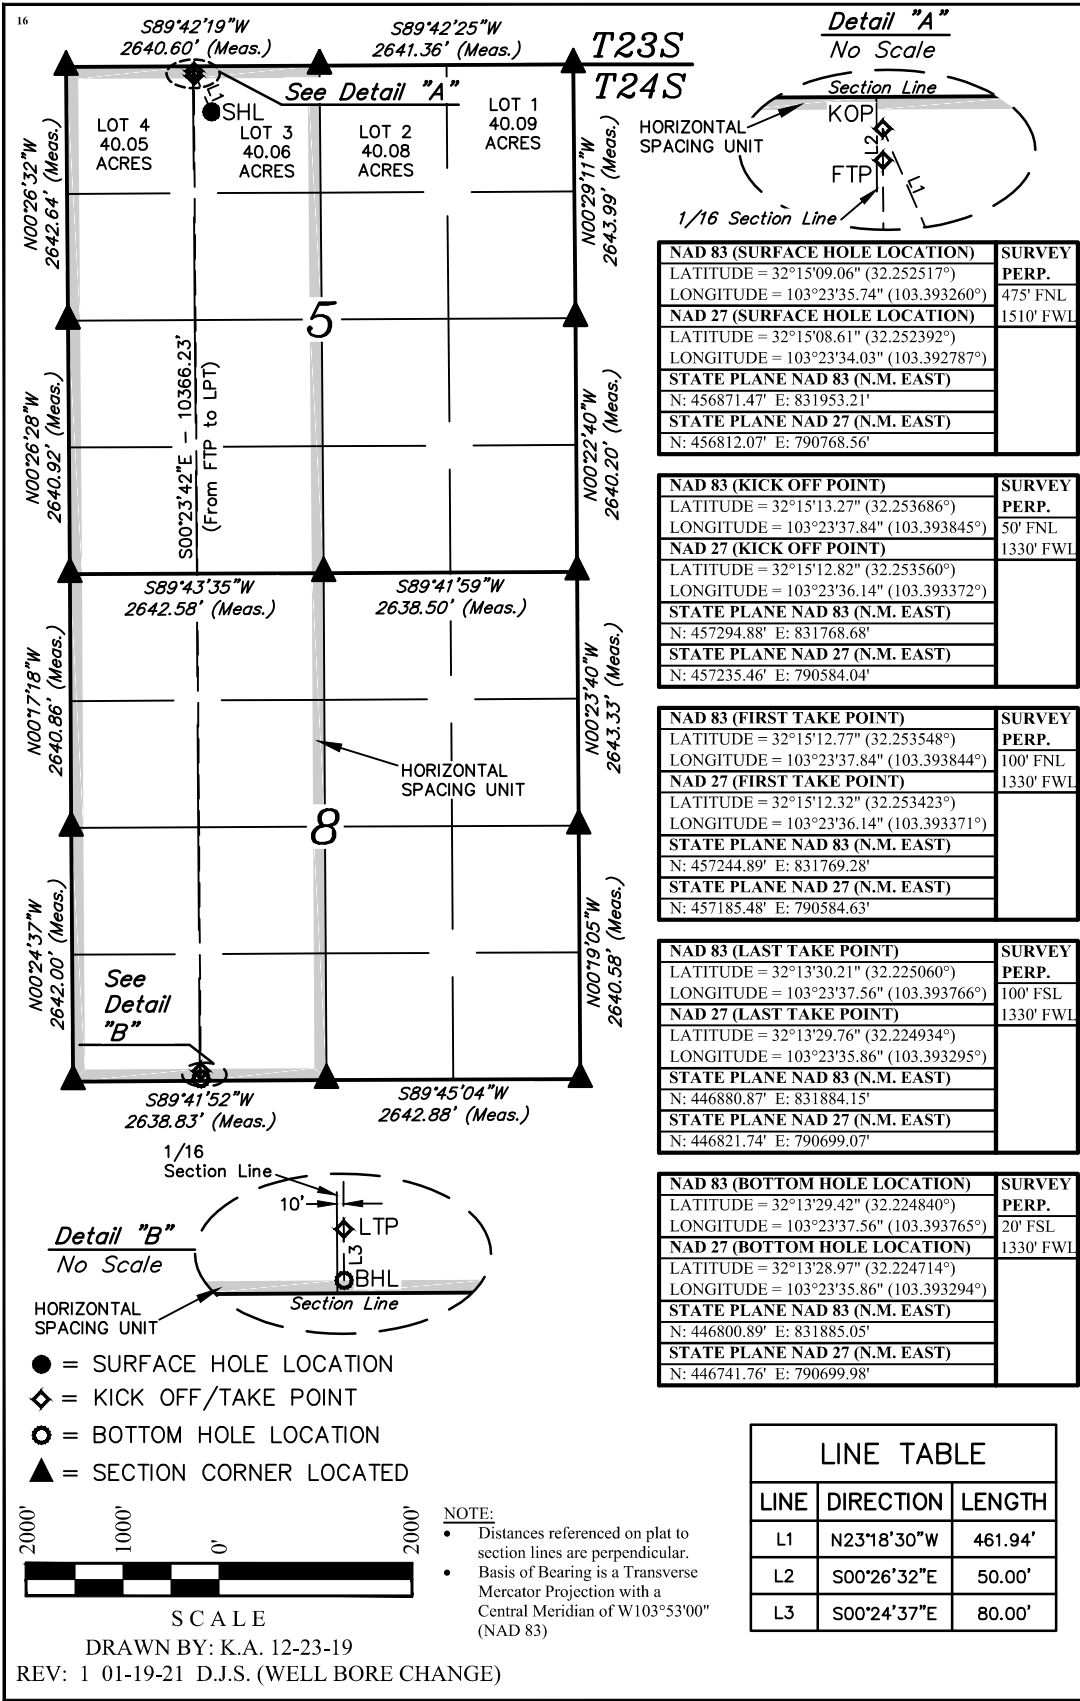 16
S89°42'19"W
2640.60' (Meas.)
S89°42'25"W
2641.36' (Meas.)
T23S
T24S
Detail "A"
No Scale
Section Line
KOP
HORIZONTAL
SPACING UNIT
L2
FTP
L1
1/16 Section Line
See Detail "A"
L1
SHL
LOT 4
40.05
ACRES
LOT 3
40.06
ACRES
LOT 2
40.08
ACRES
LOT 1
40.09
ACRES
N00°26'32"W
2642.64' (Meas.)
N00°29'11"W
2643.99' (Meas.)
5
S00°23'42"E - 10366.23'
(From FTP to LPT)
N00°26'28"W
2640.92' (Meas.)
N00°22'40"W
2640.20' (Meas.)
S89°43'35"W
2642.58' (Meas.)
S89°41'59"W
2638.50' (Meas.)
N00°17'18"W
2640.86' (Meas.)
N00°23'40"W
2643.33' (Meas.)
HORIZONTAL
SPACING UNIT
8
N00°24'37"W
2642.00' (Meas.)
N00°19'05"W
2640.58' (Meas.)
See
Detail
"B"
S89°41'52"W
2638.83' (Meas.)
S89°45'04"W
2642.88' (Meas.)
NAD 83 (SURFACE HOLE LOCATION) SURVEY
LATITUDE = 32°15'09.06" (32.252517°) PERP.
LONGITUDE = 103°23'35.74" (103.393260°) 475' FNL
NAD 27 (SURFACE HOLE LOCATION) 1510' FWL
LATITUDE = 32°15'08.61" (32.252392°)
LONGITUDE = 103°23'34.03" (103.392787°)
STATE PLANE NAD 83 (N.M. EAST)
N: 456871.47' E: 831953.21'
STATE PLANE NAD 27 (N.M. EAST)
N: 456812.07' E: 790768.56'
NAD 83 (KICK OFF POINT) SURVEY
LATITUDE = 32°15'13.27" (32.253686°) PERP.
LONGITUDE = 103°23'37.84" (103.393845°) 50' FNL
NAD 27 (KICK OFF POINT) 1330' FWL
LATITUDE = 32°15'12.82" (32.253560°)
LONGITUDE = 103°23'36.14" (103.393372°)
STATE PLANE NAD 83 (N.M. EAST)
N: 457294.88' E: 831768.68'
STATE PLANE NAD 27 (N.M. EAST)
N: 457235.46' E: 790584.04'
NAD 83 (FIRST TAKE POINT) SURVEY
LATITUDE = 32°15'12.77" (32.253548°) PERP.
LONGITUDE = 103°23'37.84" (103.393844°) 100' FNL
NAD 27 (FIRST TAKE POINT) 1330' FWL
LATITUDE = 32°15'12.32" (32.253423°)
LONGITUDE = 103°23'36.14" (103.393371°)
STATE PLANE NAD 83 (N.M. EAST)
N: 457244.89' E: 831769.28'
STATE PLANE NAD 27 (N.M. EAST)
N: 457185.48' E: 790584.63'
NAD 83 (LAST TAKE POINT) SURVEY
LATITUDE = 32°13'30.21" (32.225060°) PERP.
LONGITUDE = 103°23'37.56" (103.393766°) 100' FSL
NAD 27 (LAST TAKE POINT) 1330' FWL
LATITUDE = 32°13'29.76" (32.224934°)
LONGITUDE = 103°23'35.86" (103.393295°)
STATE PLANE NAD 83 (N.M. EAST)
N: 446880.87' E: 831884.15'
STATE PLANE NAD 27 (N.M. EAST)
N: 446821.74' E: 790699.07'
NAD 83 (BOTTOM HOLE LOCATION) SURVEY
LATITUDE = 32°13'29.42" (32.224840°) PERP.
LONGITUDE = 103°23'37.56" (103.393765°) 20' FSL
NAD 27 (BOTTOM HOLE LOCATION) 1330' FWL
LATITUDE = 32°13'28.97" (32.224714°)
LONGITUDE = 103°23'35.86" (103.393294°)
STATE PLANE NAD 83 (N.M. EAST)
N: 446800.89' E: 831885.05'
STATE PLANE NAD 27 (N.M. EAST)
N: 446741.76' E: 790699.98'
1/16
Section Line
10'
LTP
L3
BHL
Section Line
Detail "B"
No Scale
HORIZONTAL
SPACING UNIT
= SURFACE HOLE LOCATION
= KICK OFF/TAKE POINT
= BOTTOM HOLE LOCATION
= SECTION CORNER LOCATED
2000' 1000' 0' 2000'
SCALE
DRAWN BY: K.A. 12-23-19
REV: 1 01-19-21 D.J.S. (WELL BORE CHANGE)
NOTE:
• Distances referenced on plat to
section lines are perpendicular.
• Basis of Bearing is a Transverse
Mercator Projection with a
Central Meridian of W103°53'00"
(NAD 83)
LINE TABLE
LINE DIRECTION LENGTH
L1 N23°18'30"W 461.94'
L2 S00°26'32"E 50.00'
L3 S00°24'37"E 80.00'